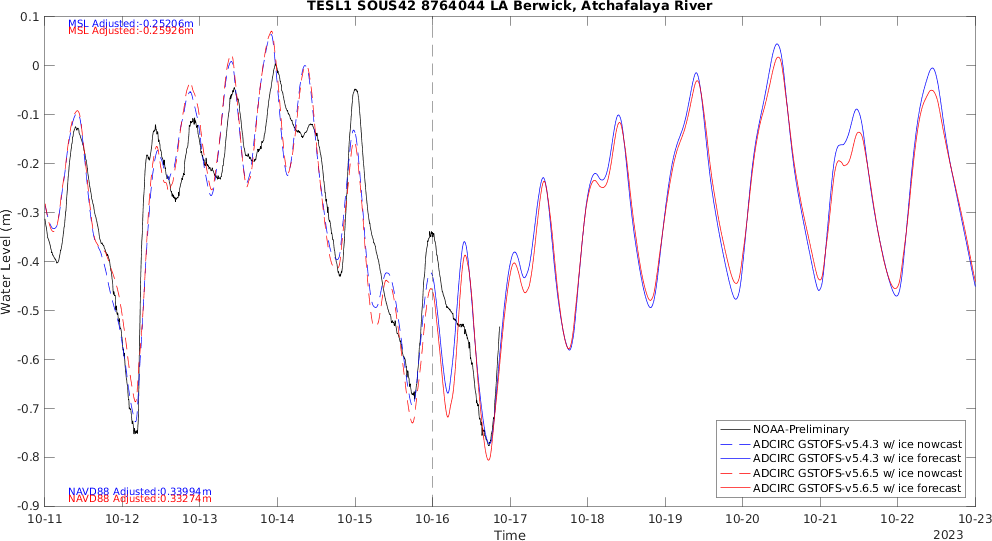 TESL1 SOUS42 8764044 LA Berwick, Atchafalaya River
MSL Adjusted:-0.25206m
MSL Adjusted:-0.25926m
0.1
0
-0.1
-0.2
-0.3
-0.4
-0.5
-0.6
-0.7
-0.8
-0.9
Water Level (m)
NOAA-Preliminary
ADCIRC GSTOFS-v5.4.3 w/ ice nowcast
ADCIRC GSTOFS-v5.4.3 w/ ice forecast
ADCIRC GSTOFS-v5.6.5 w/ ice nowcast
ADCIRC GSTOFS-v5.6.5 w/ ice forecast
NAVD88 Adjusted:0.33994m
NAVD88 Adjusted:0.33274m
10-11 10-12 10-13 10-14 10-15 10-16 10-17 10-18 10-19 10-20 10-21 10-22 10-23
Time
2023